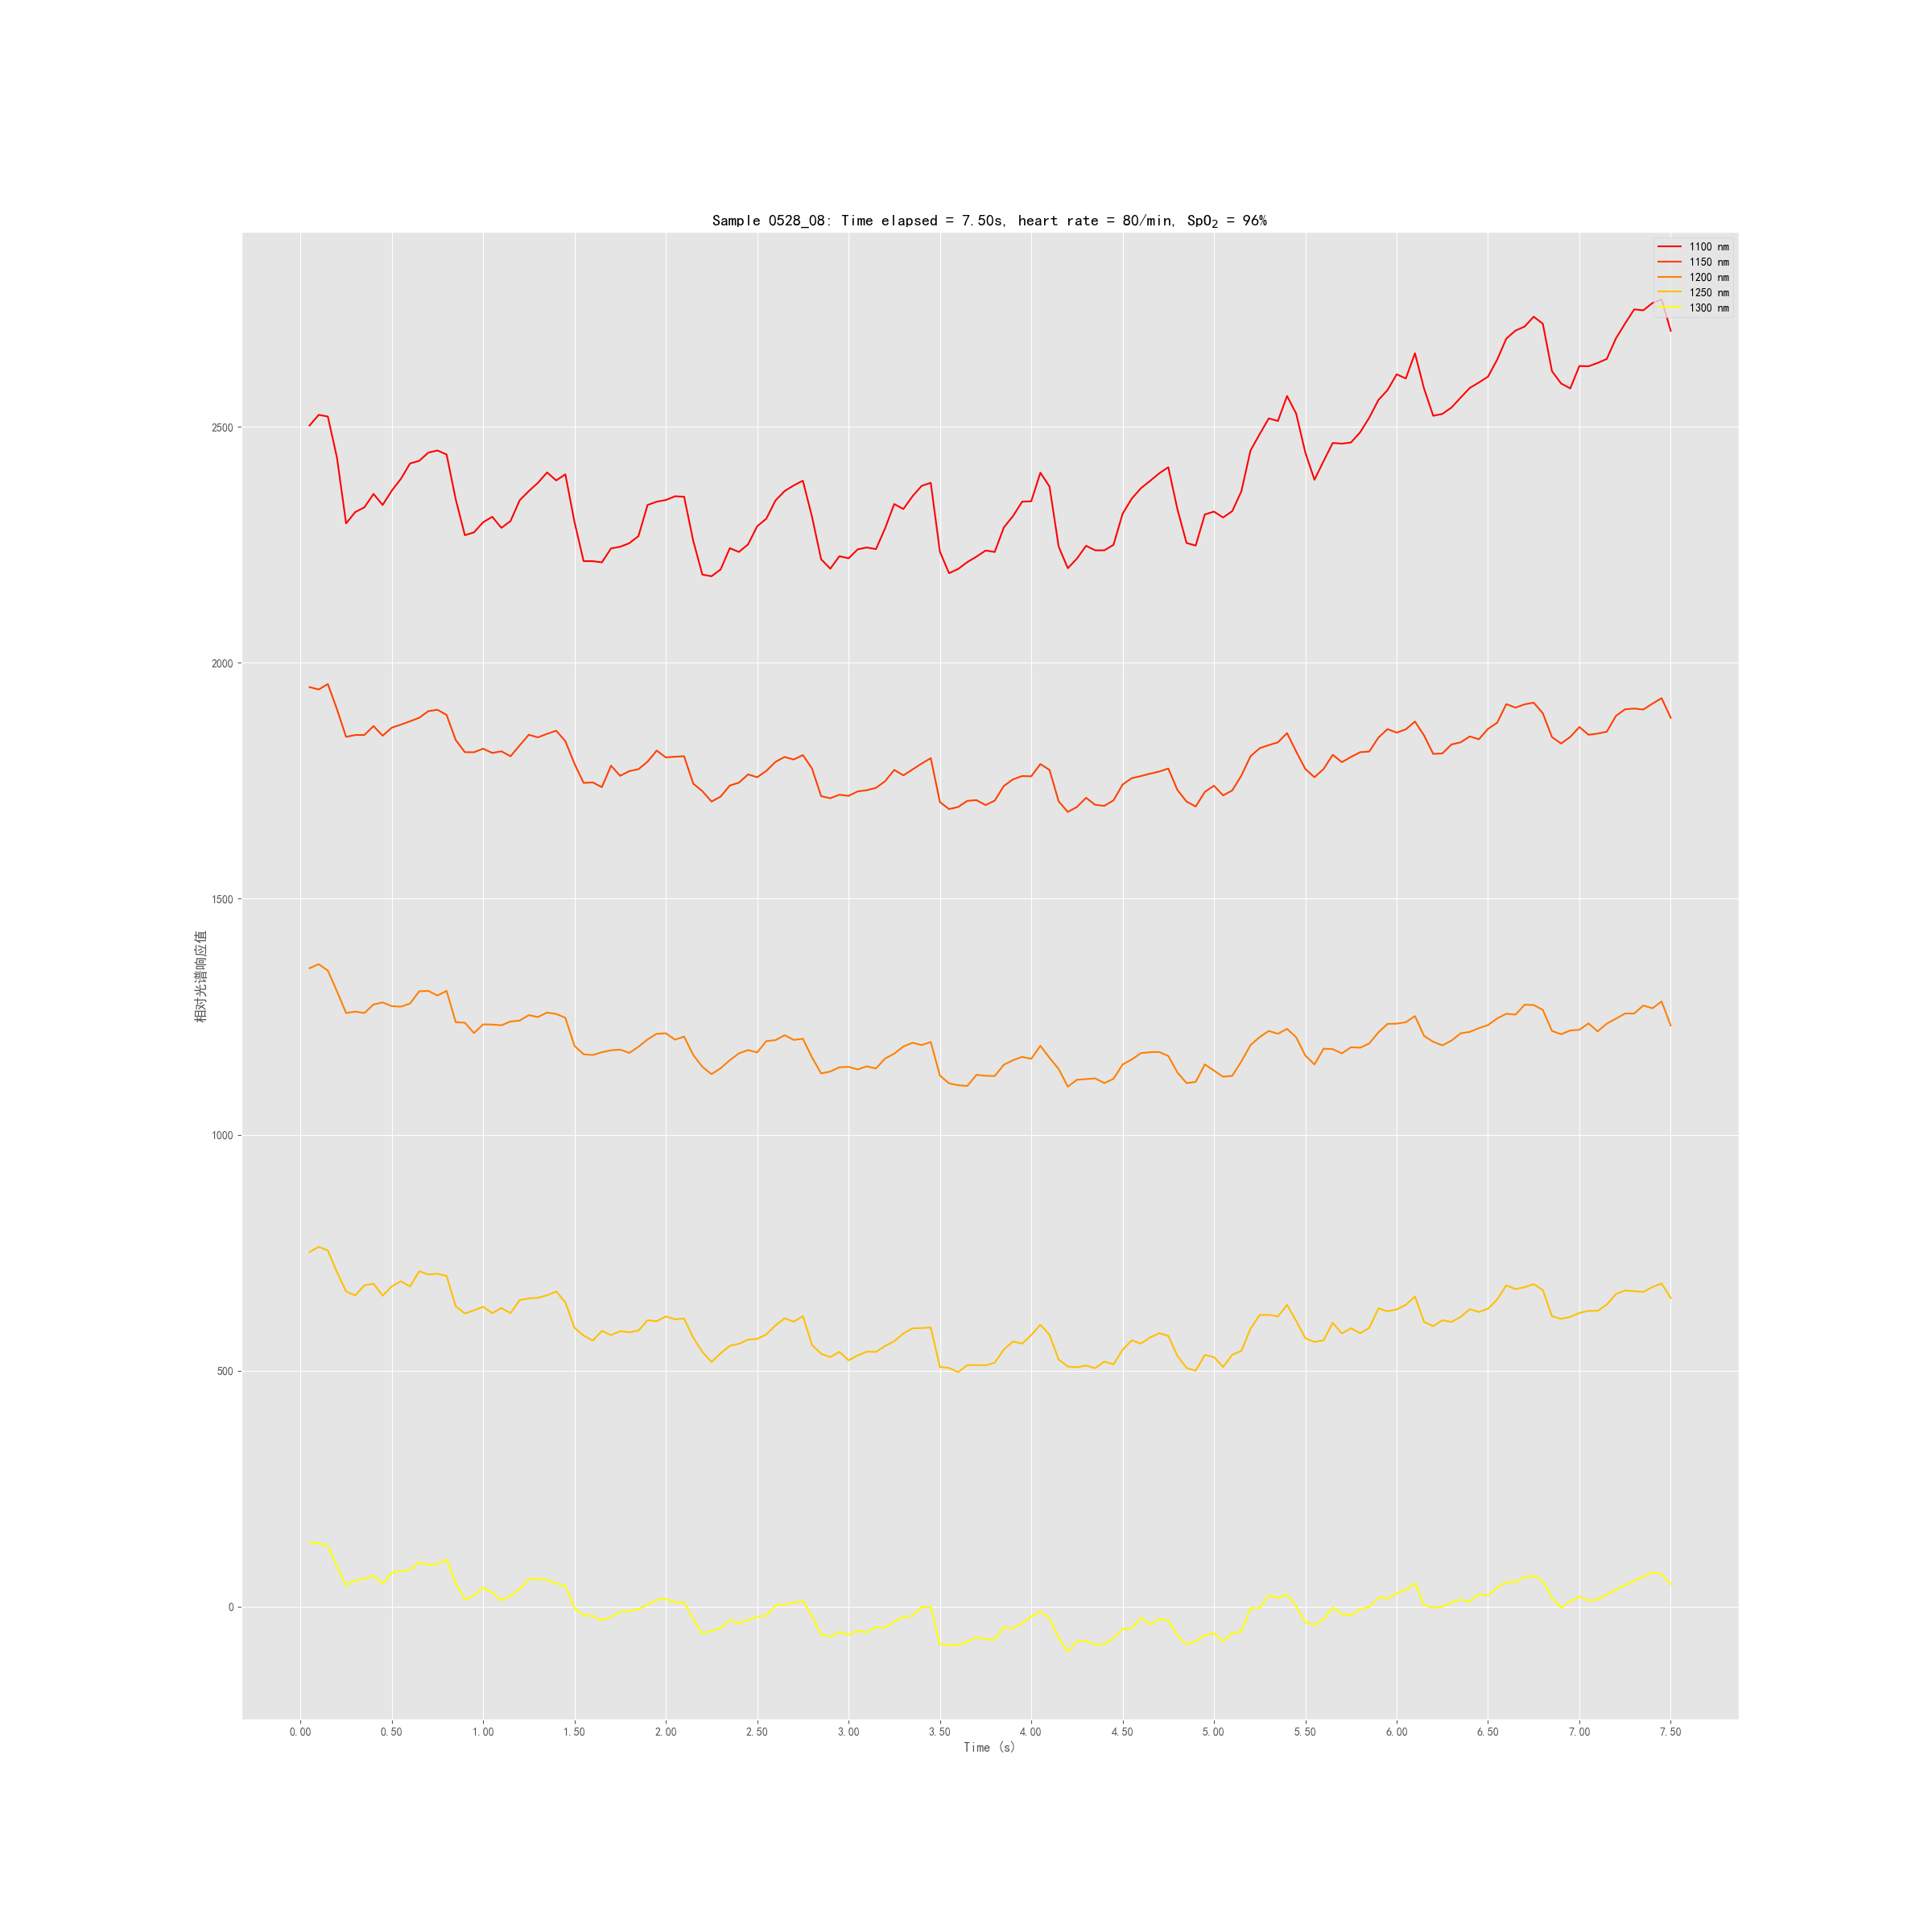 Sample 0528_08: Time elapsed = 7.50s, heart rate = 80/min, SpO₂ = 96%
1100 nm
1150 nm
1200 nm
1250 nm
1300 nm
2500
2000
1500
1000
500
0
相对光谱响应值
0.00 0.50 1.00 1.50 2.00 2.50 3.00 3.50 4.00 4.50 5.00 5.50 6.00 6.50 7.00 7.50
Time (s)